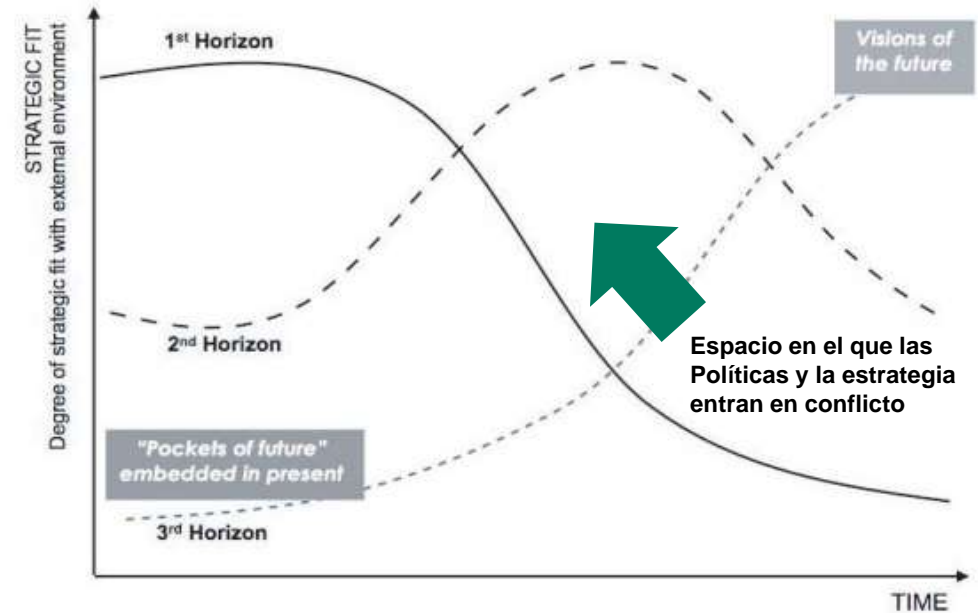 STRATEGIC FIT
Degree of strategic fit with external environment
1st Horizon
Visions of
the future
2nd Horizon
Espacio en el que las
Políticas y la estrategia
entran en conflicto
"Pockets of future"
embedded in present
3rd Horizon
TIME